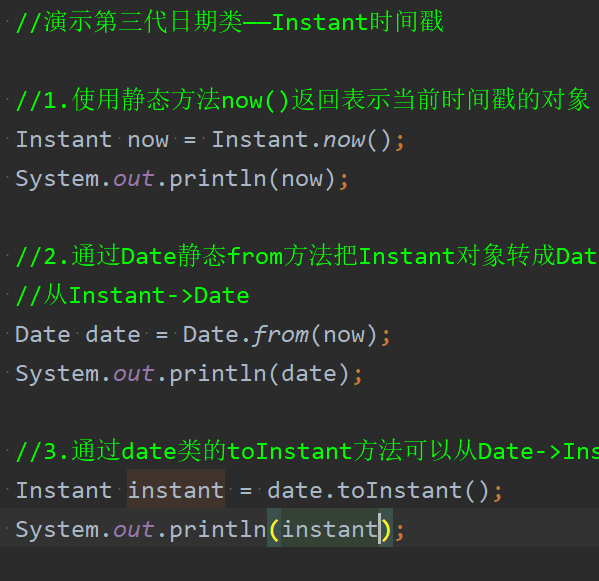 //演示第三代日期类——Instant时间戳
//1.使用静态方法now()返回表示当前时间戳的对象
Instant now = Instant.now();
System.out.println(now);
//2.通过Date静态from方法把Instant对象转成Dat
//从Instant->Date
Date date = Date.from(now);
System.out.println(date);
//3.通过date类的toInstant方法可以从Date->Ins
Instant instant = date.toInstant();
System.out.println(instant);